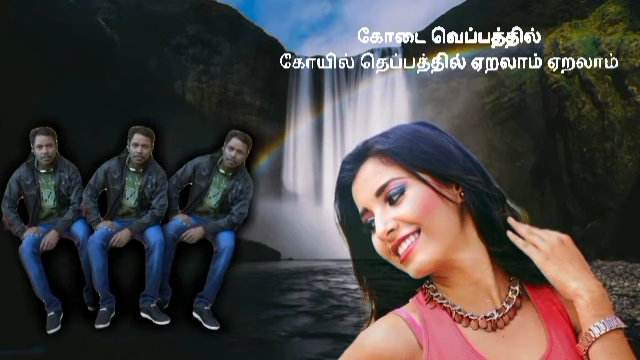 கோடை வெப்பத்தில்
கோயில் தெப்பத்தில் ஏறலாம் ஏறலாம்